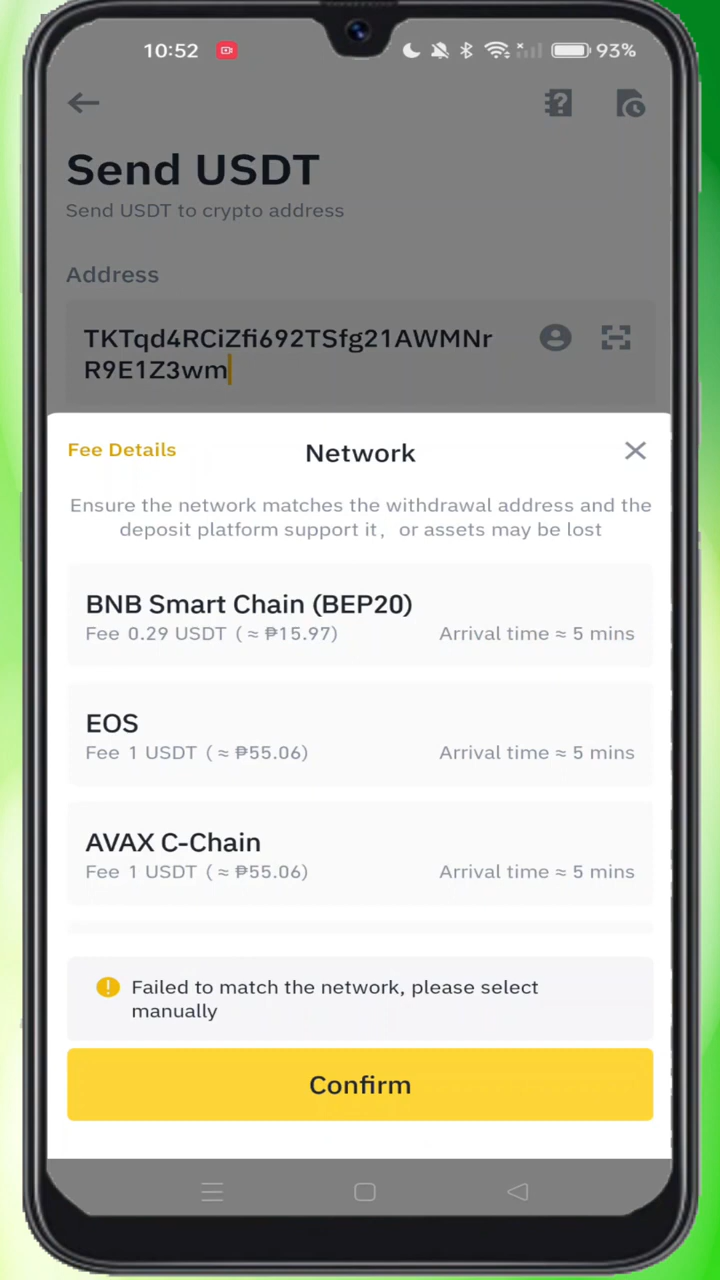 10:52
93%
Send USDT
Send USDT to crypto address
Address
TKTqd4RCiZfi692TSfg21AWMNr
R9E1Z3wm
Fee Details
Network
Ensure the network matches the withdrawal address and the
deposit platform support it, or assets may be lost
BNB Smart Chain (BEP20)
Fee 0.29 USDT (≈ ₱15.97)
Arrival time ≈ 5 mins
EOS
Fee 1 USDT (≈ ₱55.06)
Arrival time ≈ 5 mins
AVAX C-Chain
Fee 1 USDT (≈ ₱55.06)
Arrival time ≈ 5 mins
Failed to match the network, please select
manually
Confirm